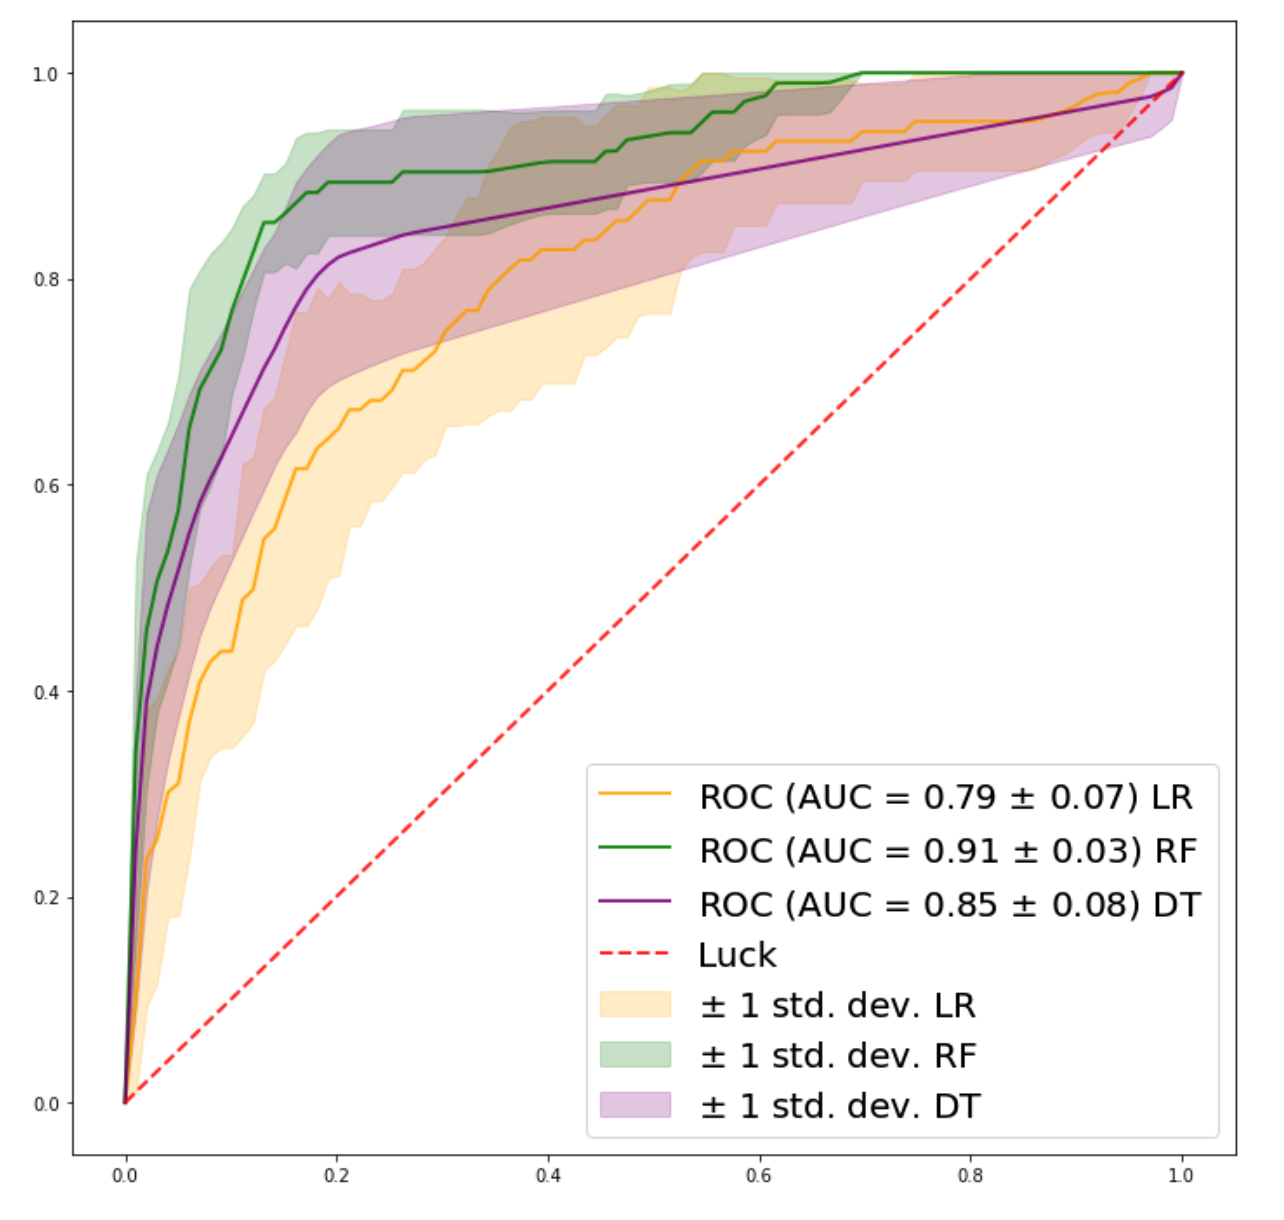 1.0
0.8
0.6
0.4
0.2
0.0
0.0 0.2 0.4 0.6 0.8 1.0
ROC (AUC = 0.79 ± 0.07) LR
ROC (AUC = 0.91 ± 0.03) RF
ROC (AUC = 0.85 ± 0.08) DT
Luck
± 1 std. dev. LR
± 1 std. dev. RF
± 1 std. dev. DT